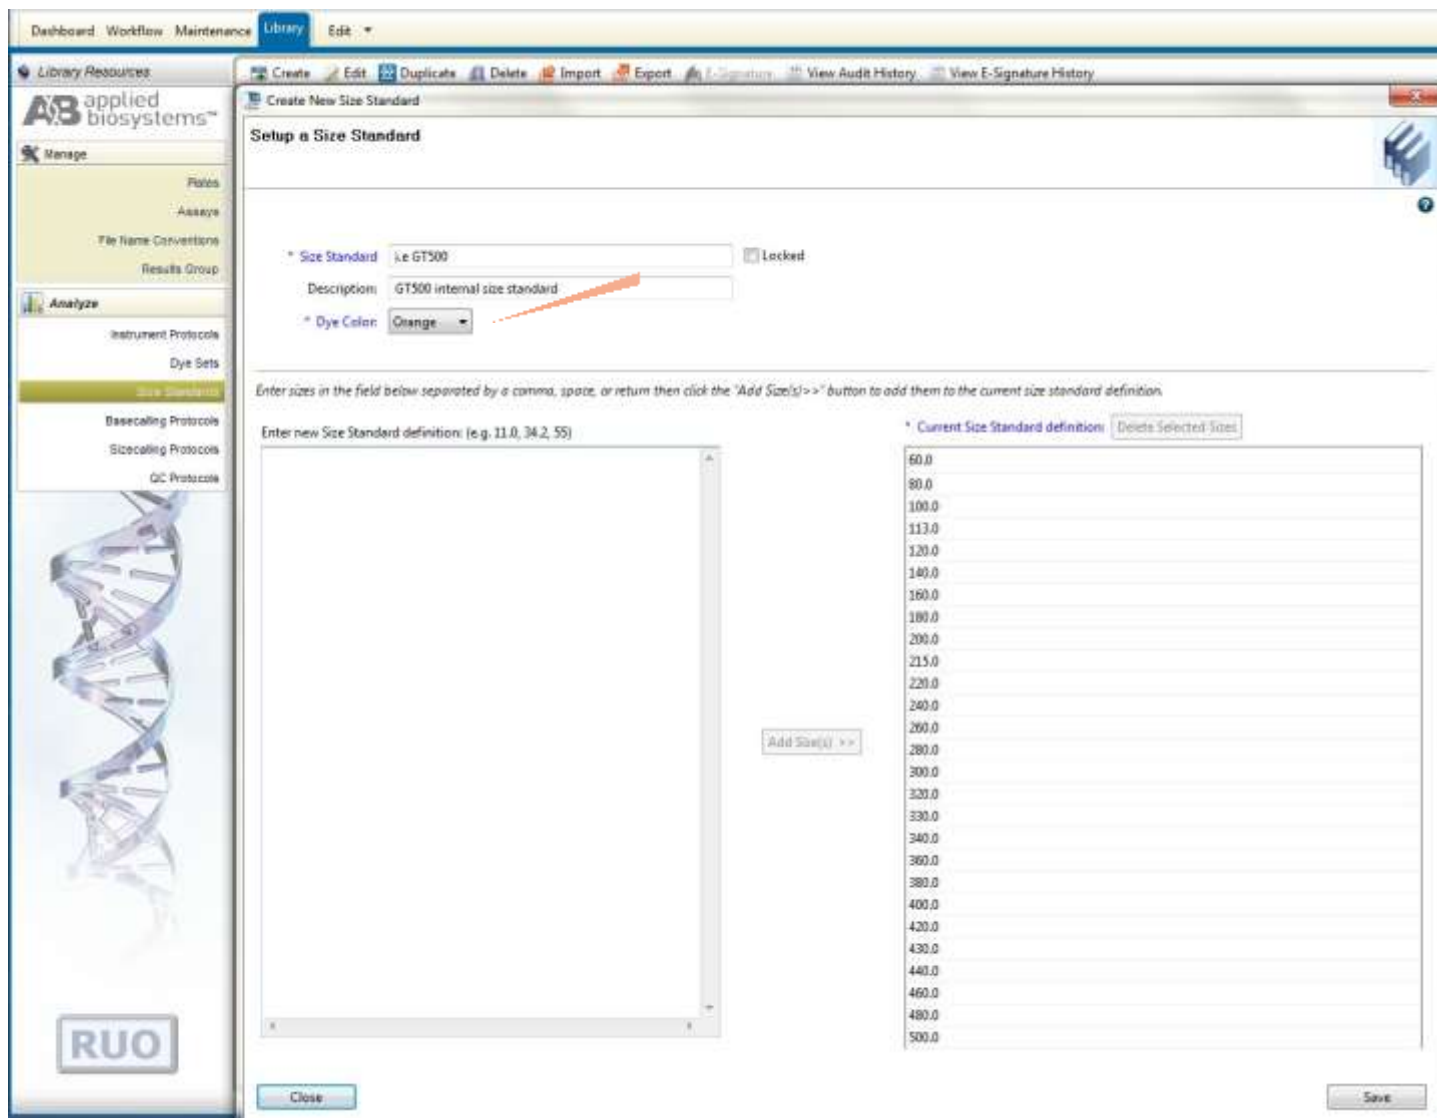 Dashboard Workflow Maintenance Library Edit
Library Resources
Create Edit Duplicate Delete Import Export E-Signature View Audit History View E-Signature History
AB applied biosystems™
Create New Size Standard
Setup a Size Standard
Manage
Plates
Assays
File Name Conventions
Results Group
Analyze
Instrument Protocols
Dye Sets
Size Standards
Basecalling Protocols
Sizecalling Protocols
QC Protocols
RUO
* Size Standard i.e GT500 Locked
Description: GT500 internal size standard
* Dye Color: Orange
Enter sizes in the field below separated by a comma, space, or return then click the "Add Size(s)>>" button to add them to the current size standard definition.
Enter new Size Standard definition: (e.g. 11.0, 34.2, 55)
* Current Size Standard definition: Delete Selected Sizes
Add Size(s) >>
60.0
80.0
100.0
113.0
120.0
140.0
160.0
180.0
200.0
215.0
220.0
240.0
260.0
280.0
300.0
320.0
330.0
340.0
360.0
380.0
400.0
420.0
430.0
440.0
460.0
480.0
500.0
Close Save